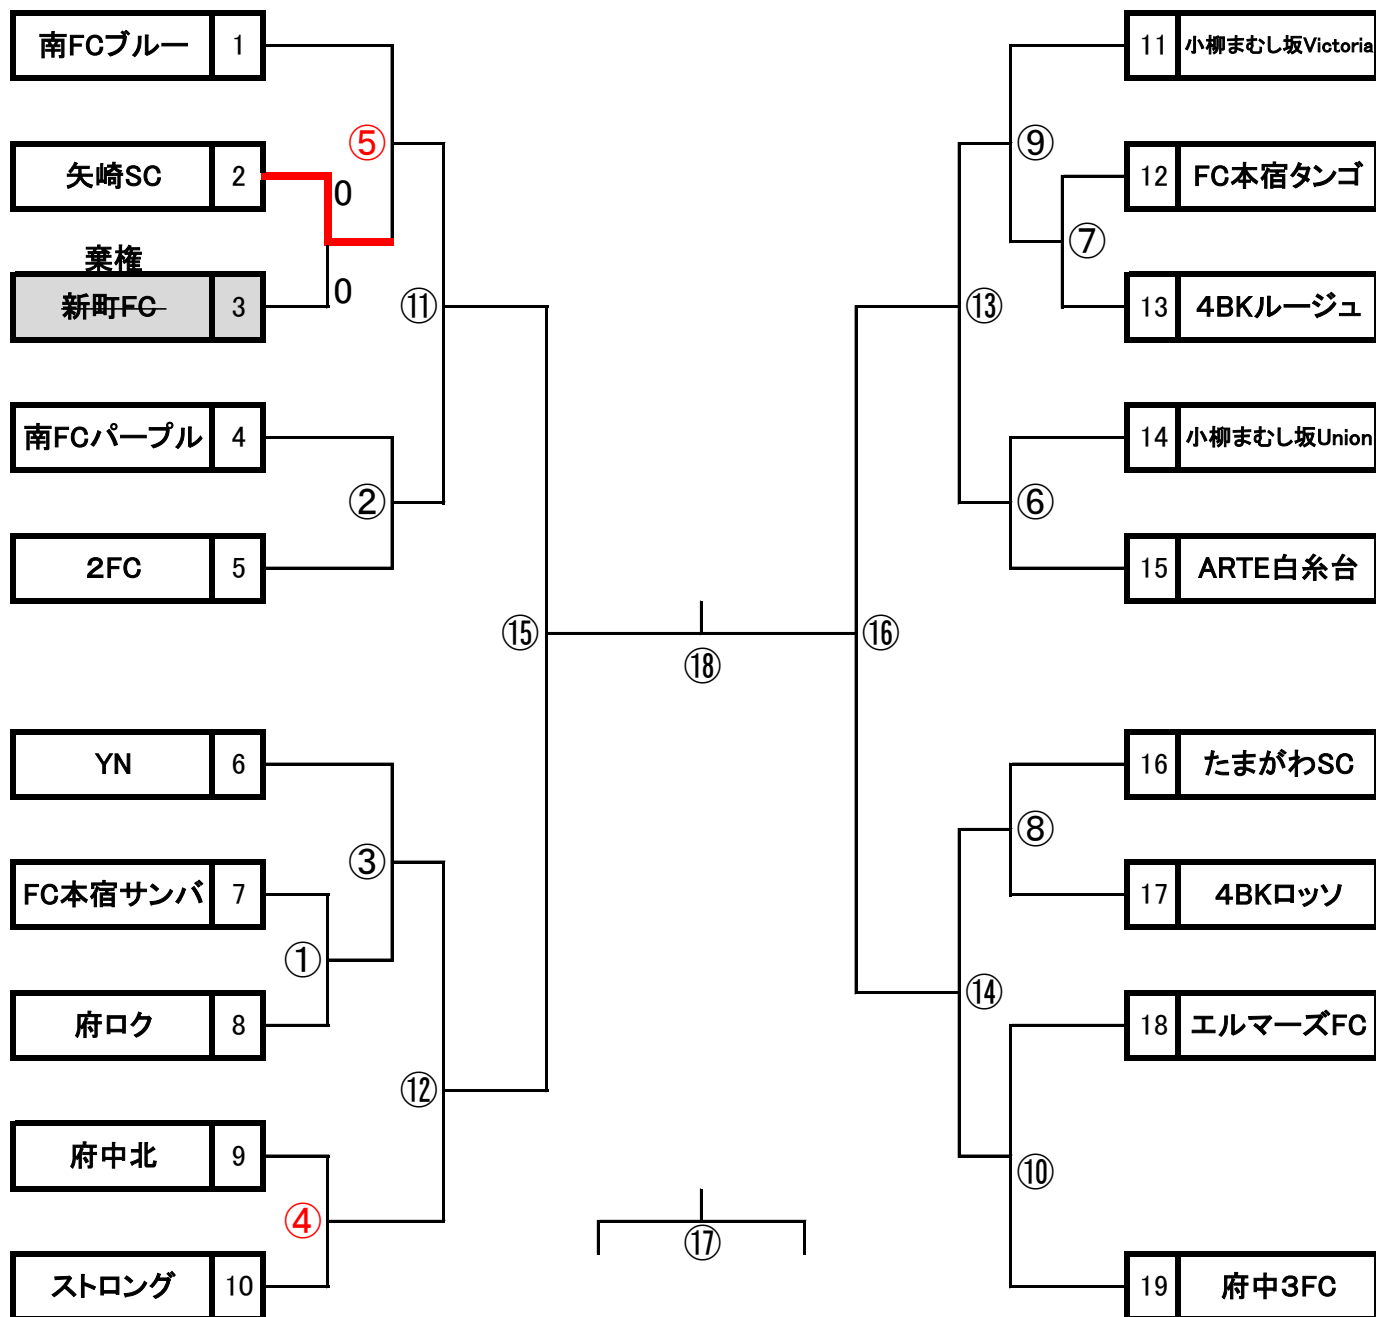 南FCブルー 1
⑤
矢崎SC 2
0
棄権
新町FC 3
0
⑪
南FCパープル 4
②
2FC 5
⑮
YN 6
③
FC本宿サンバ 7
①
府ロク 8
⑫
府中北 9
④
ストロング 10
⑱
⑰
11 小柳まむし坂Victoria
⑨
12 FC本宿タンゴ
⑦
13 4BKルージュ
⑬
14 小柳まむし坂Union
⑥
15 ARTE白糸台
⑯
16 たまがわSC
⑧
17 4BKロッソ
⑭
18 エルマーズFC
⑩
19 府中3FC